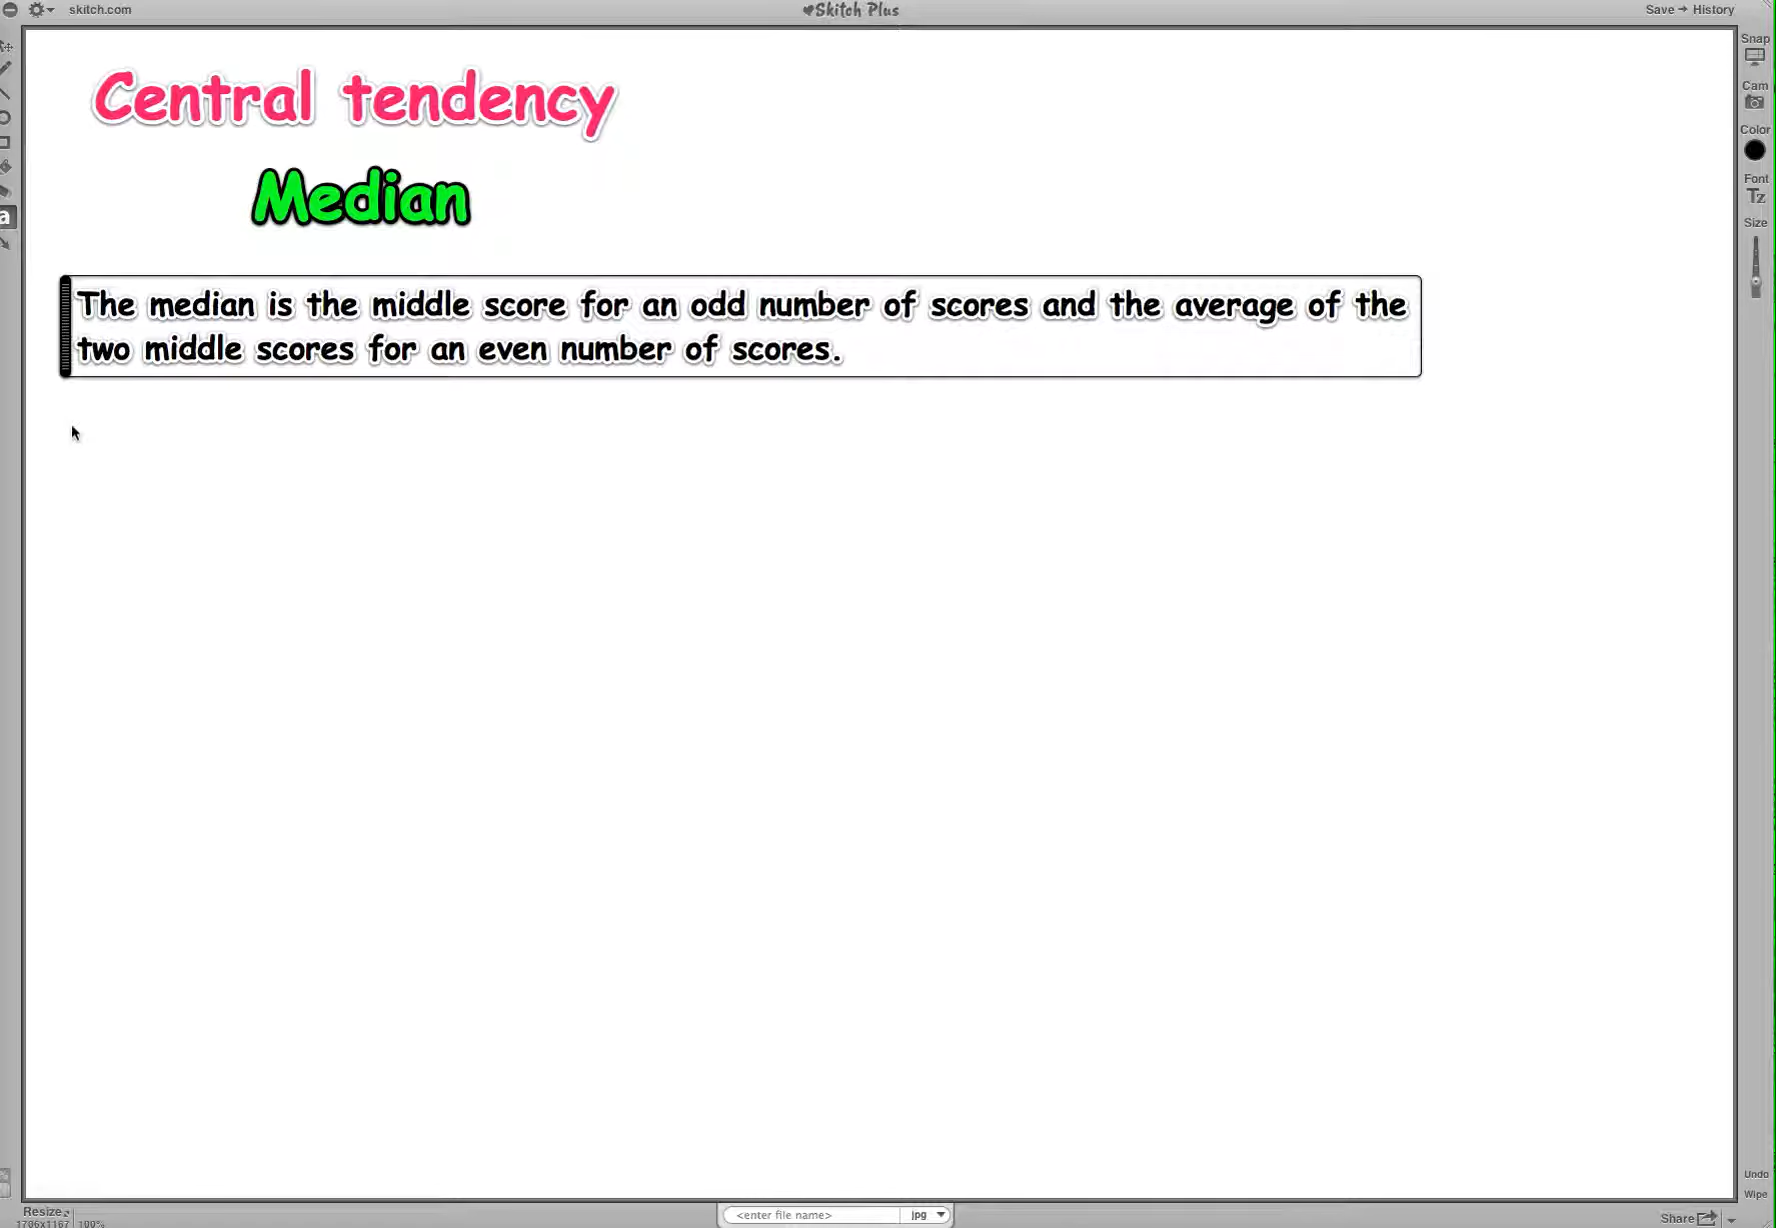 skitch.com
Skitch Plus
Save → History
Snap
Cam
Color
Font
Tz
Size
Central tendency
Median
a
The median is the middle score for an odd number of scores and the average of the
two middle scores for an even number of scores.
Undo
Wipe
Resize
1706x1167 100%
<enter file name> jpg
Share